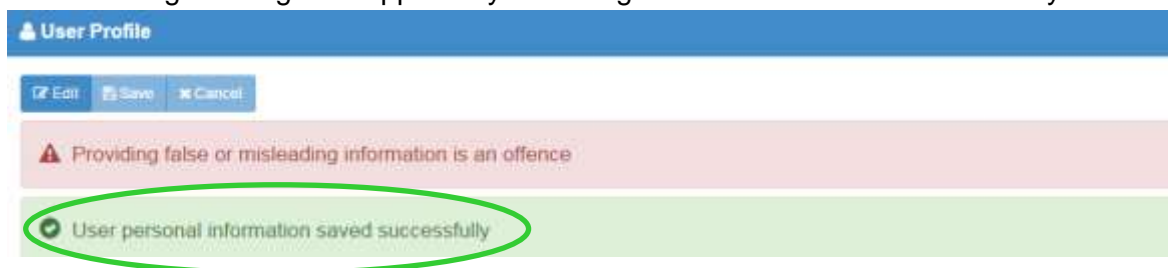 User Profile
Edit Save Cancel
Providing false or misleading information is an offence
User personal information saved successfully